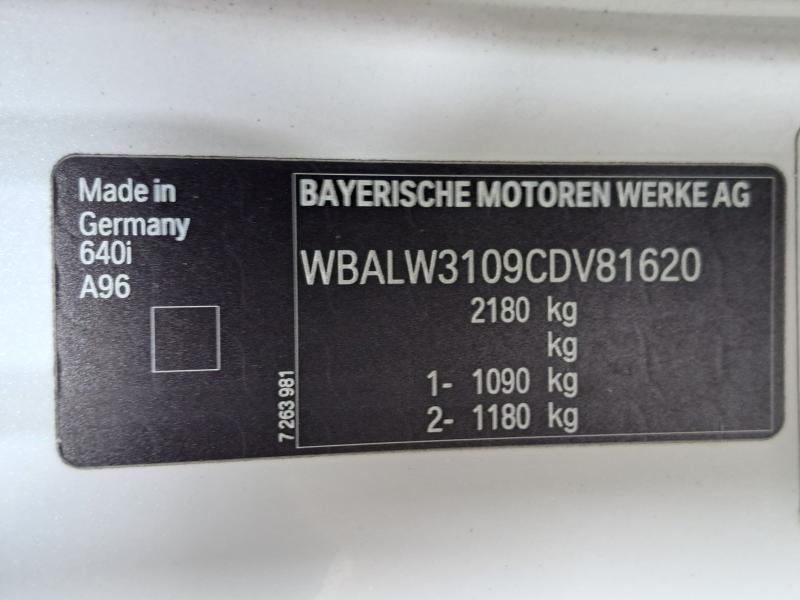 Made in
Germany
640i
A96
7 263 981
BAYERISCHE MOTOREN WERKE AG
WBALW3109CDV81620
2180 kg
kg
1- 1090 kg
2- 1180 kg